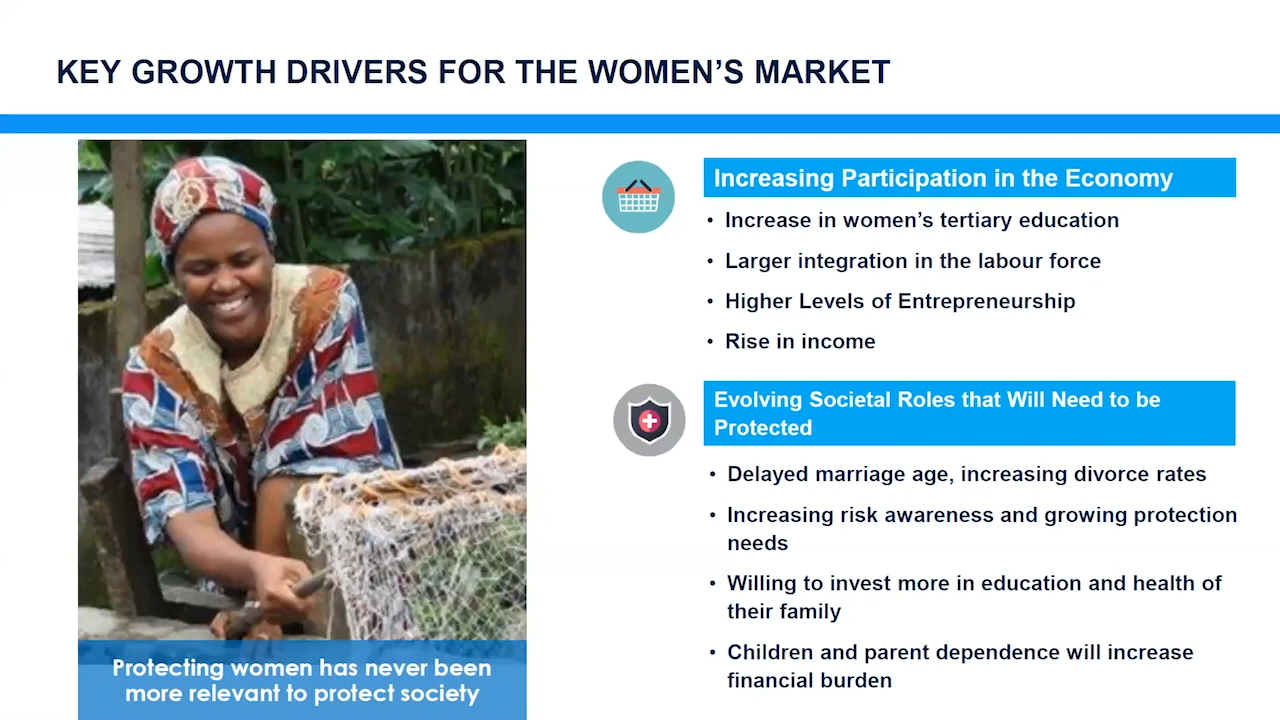 KEY GROWTH DRIVERS FOR THE WOMEN’S MARKET
Increasing Participation in the Economy
• Increase in women’s tertiary education
• Larger integration in the labour force
• Higher Levels of Entrepreneurship
• Rise in income
Evolving Societal Roles that Will Need to be
Protected
• Delayed marriage age, increasing divorce rates
• Increasing risk awareness and growing protection
needs
• Willing to invest more in education and health of
their family
• Children and parent dependence will increase
financial burden
Protecting women has never been
more relevant to protect society